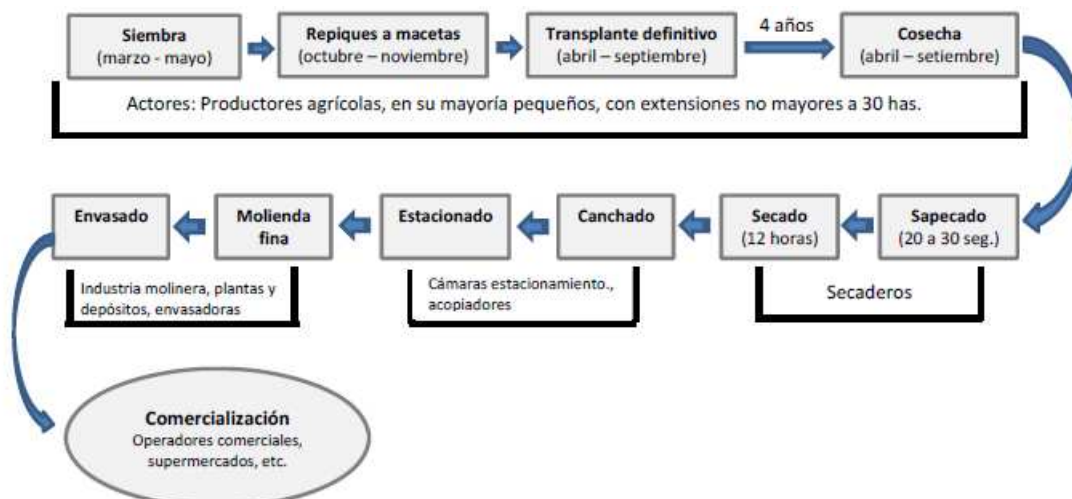 Siembra
(marzo - mayo)
Repiques a macetas
(octubre – noviembre)
Transplante definitivo
(abril – septiembre)
4 años
Cosecha
(abril – setiembre)
Actores: Productores agrícolas, en su mayoría pequeños, con extensiones no mayores a 30 has.
Envasado
Molienda
fina
Estacionado
Canchado
Secado
(12 horas)
Sapecado
(20 a 30 seg.)
Industria molinera, plantas y
depósitos, envasadoras
Cámaras estacionamiento.,
acopiadores
Secaderos
Comercialización
Operadores comerciales,
supermercados, etc.